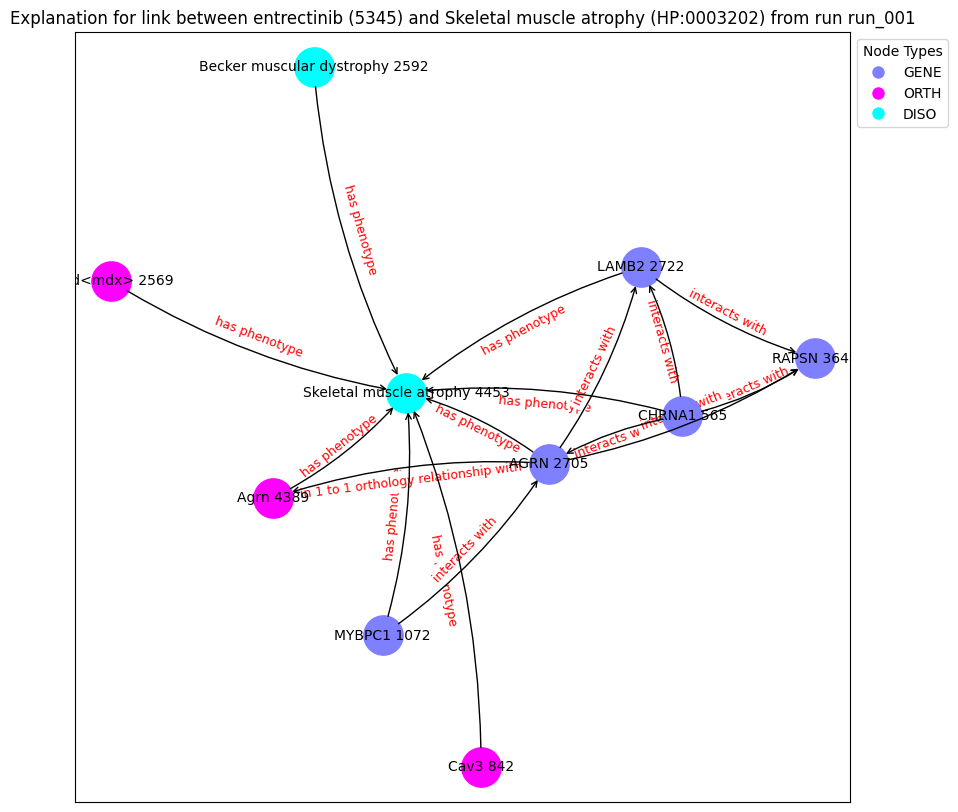 Explanation for link between entrectinib (5345) and Skeletal muscle atrophy (HP:0003202) from run run_001
Node Types
GENE
ORTH
DISO
Becker muscular dystrophy 2592
has phenotype
LAMB2 2722
d<mdx> 2569
interacts with
has phenotype
has phenotype
interacts with
interacts with
RAPSN 364
Skeletal muscle atrophy 4453
has phenotype
CHRNA1 565
has phenotype
interacts with
AGRN 2705
has phenotype
in 1 to 1 orthology relationship with
Agrn 4389
has phenotype
interacts with
has phenotype
MYBPC1 1072
Cav3 842